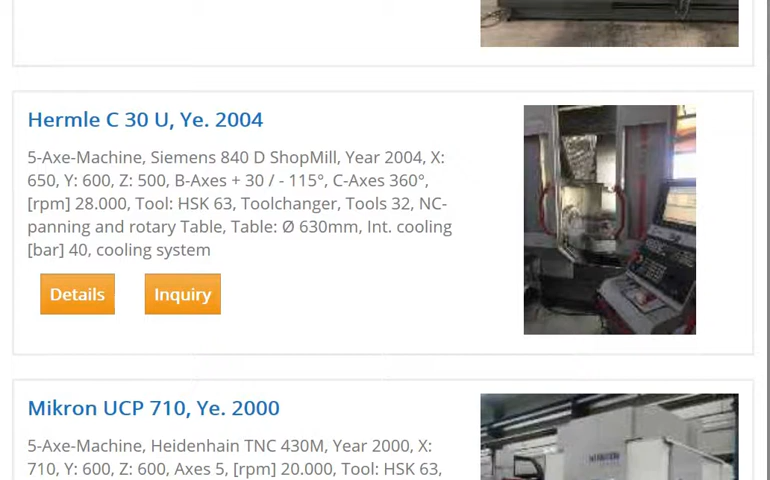 Hermle C 30 U, Ye. 2004
5-Axe-Machine, Siemens 840 D ShopMill, Year 2004, X:
650, Y: 600, Z: 500, B-Axes + 30 / - 115°, C-Axes 360°,
[rpm] 28.000, Tool: HSK 63, Toolchanger, Tools 32, NC-
panning and rotary Table, Table: Ø 630mm, Int. cooling
[bar] 40, cooling system
Details Inquiry
Mikron UCP 710, Ye. 2000
5-Axe-Machine, Heidenhain TNC 430M, Year 2000, X:
710, Y: 600, Z: 600, Axes 5, [rpm] 20.000, Tool: HSK 63,